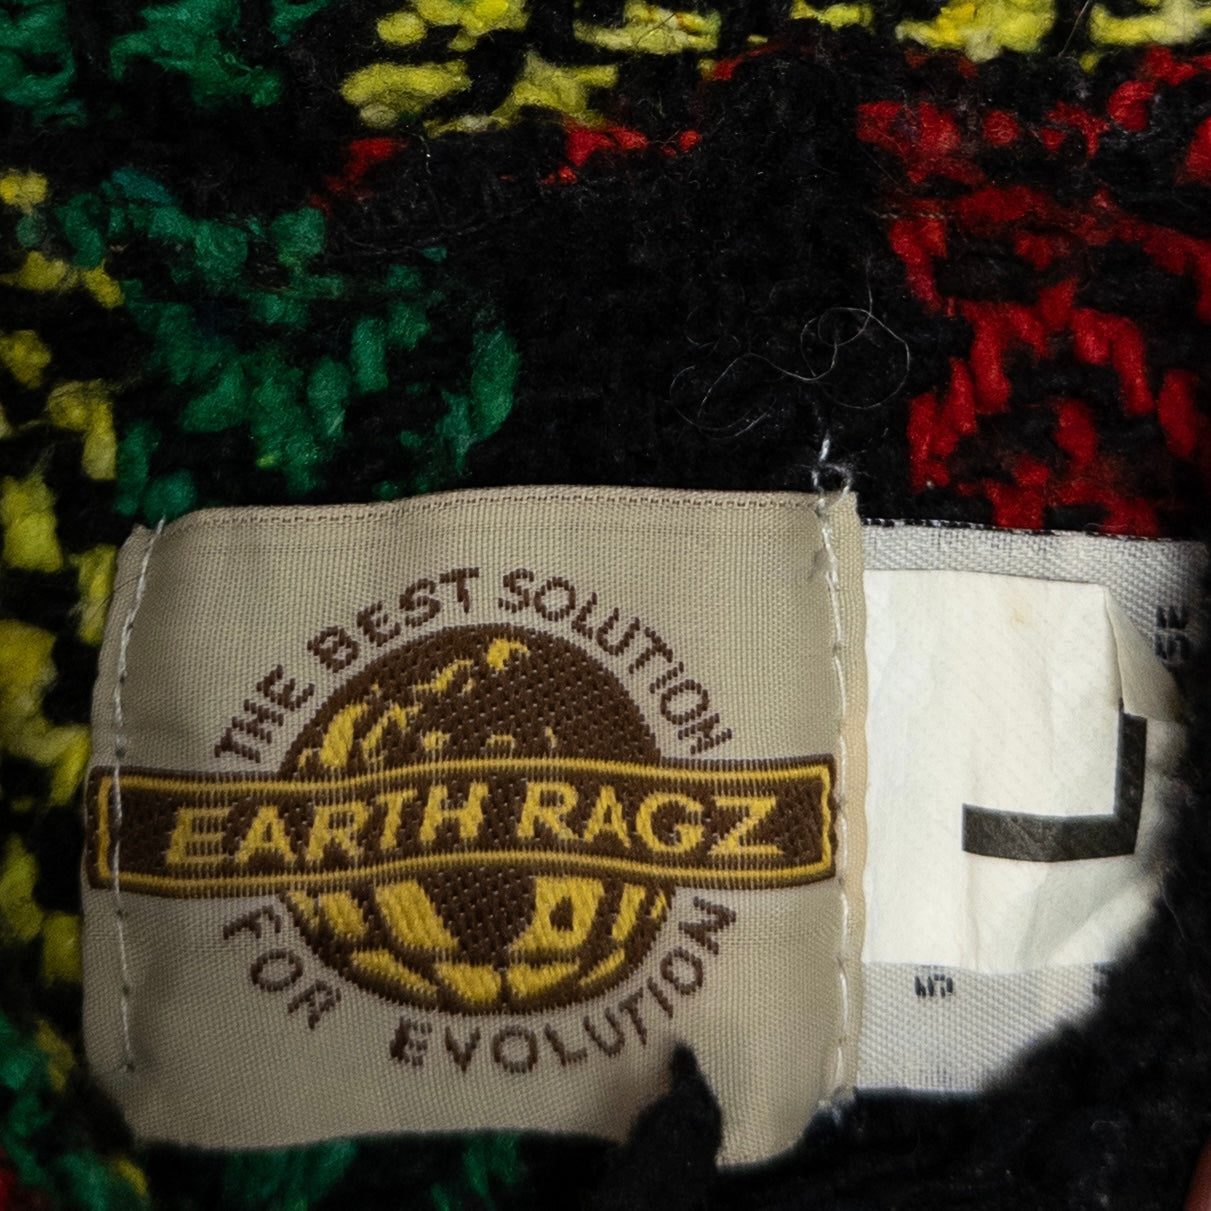 THE BEST SOLUTION
EARTH RAGZ
FOR EVOLUTION
L